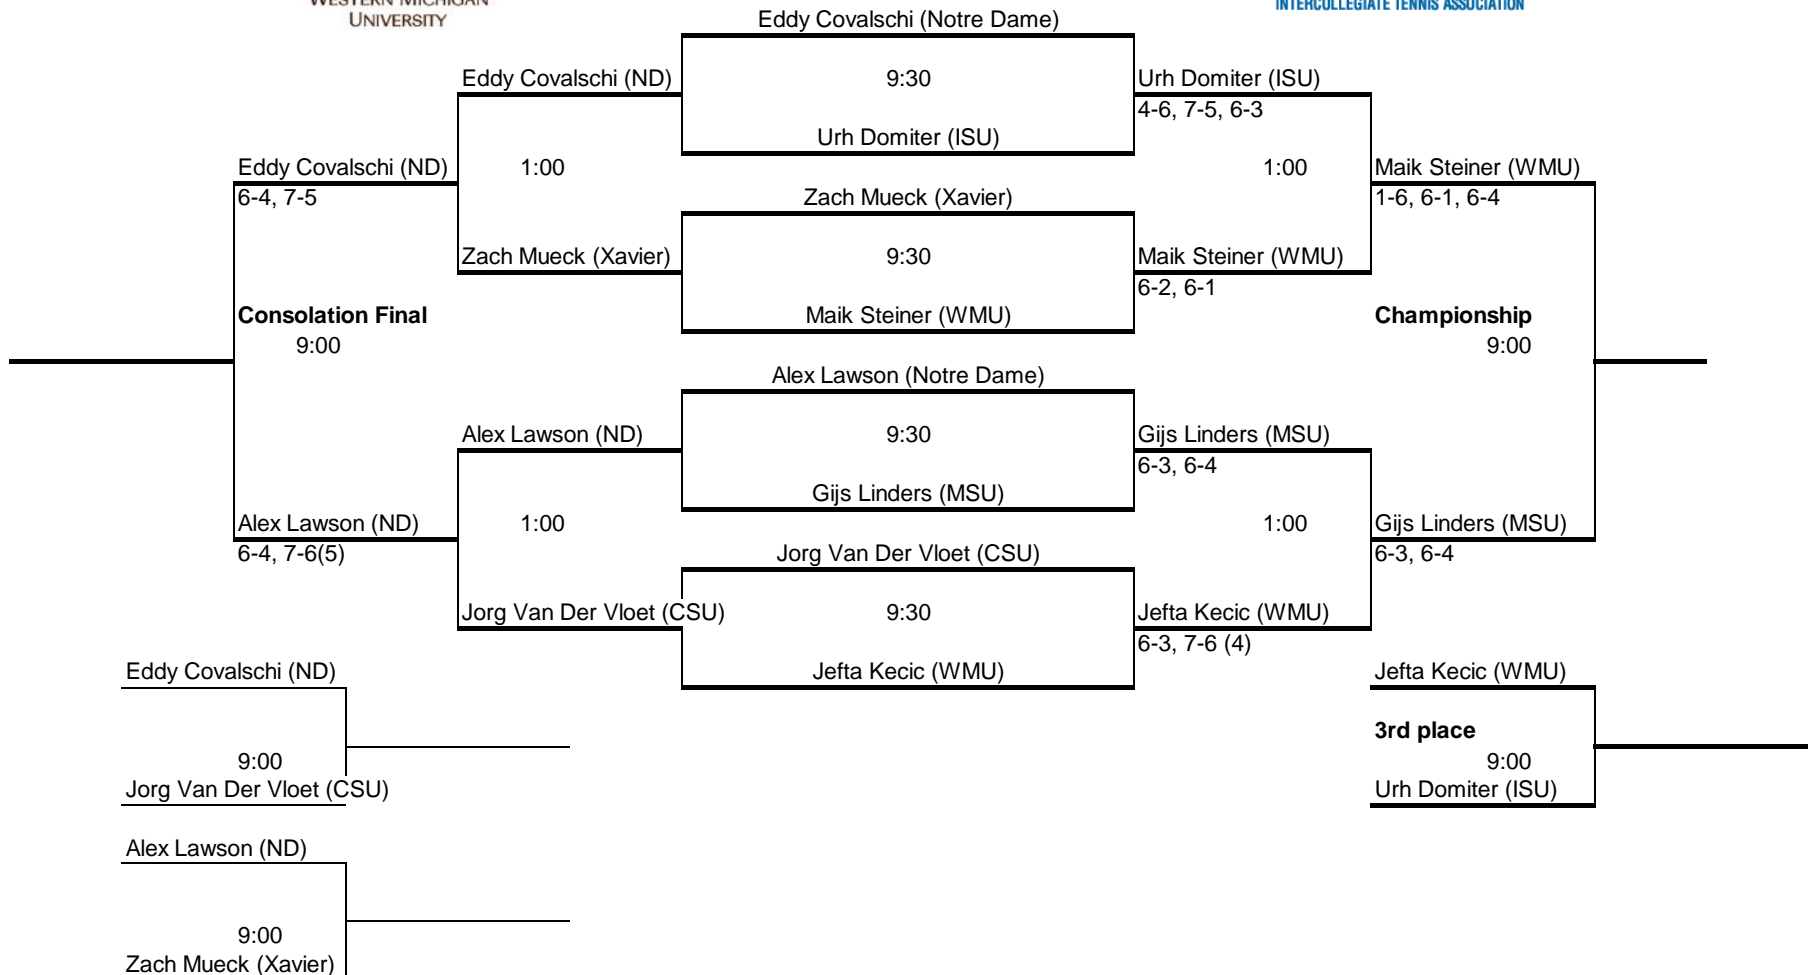 WESTERN MICHIGAN
UNIVERSITY
INTERCOLLEGIATE TENNIS ASSOCIATION
Eddy Covalschi (Notre Dame)
Eddy Covalschi (ND)
9:30
Urh Domiter (ISU)
4-6, 7-5, 6-3
Urh Domiter (ISU)
Eddy Covalschi (ND)
1:00
1:00
Maik Steiner (WMU)
6-4, 7-5
Zach Mueck (Xavier)
1-6, 6-1, 6-4
Zach Mueck (Xavier)
9:30
Maik Steiner (WMU)
6-2, 6-1
Consolation Final
Maik Steiner (WMU)
Championship
9:00
9:00
Alex Lawson (Notre Dame)
Alex Lawson (ND)
9:30
Gijs Linders (MSU)
6-3, 6-4
Gijs Linders (MSU)
Alex Lawson (ND)
1:00
1:00
Gijs Linders (MSU)
6-4, 7-6(5)
Jorg Van Der Vloet (CSU)
6-3, 6-4
Jorg Van Der Vloet (CSU)
9:30
Jefta Kecic (WMU)
6-3, 7-6 (4)
Eddy Covalschi (ND)
Jefta Kecic (WMU)
Jefta Kecic (WMU)
3rd place
9:00
9:00
Jorg Van Der Vloet (CSU)
Urh Domiter (ISU)
Alex Lawson (ND)
9:00
Zach Mueck (Xavier)